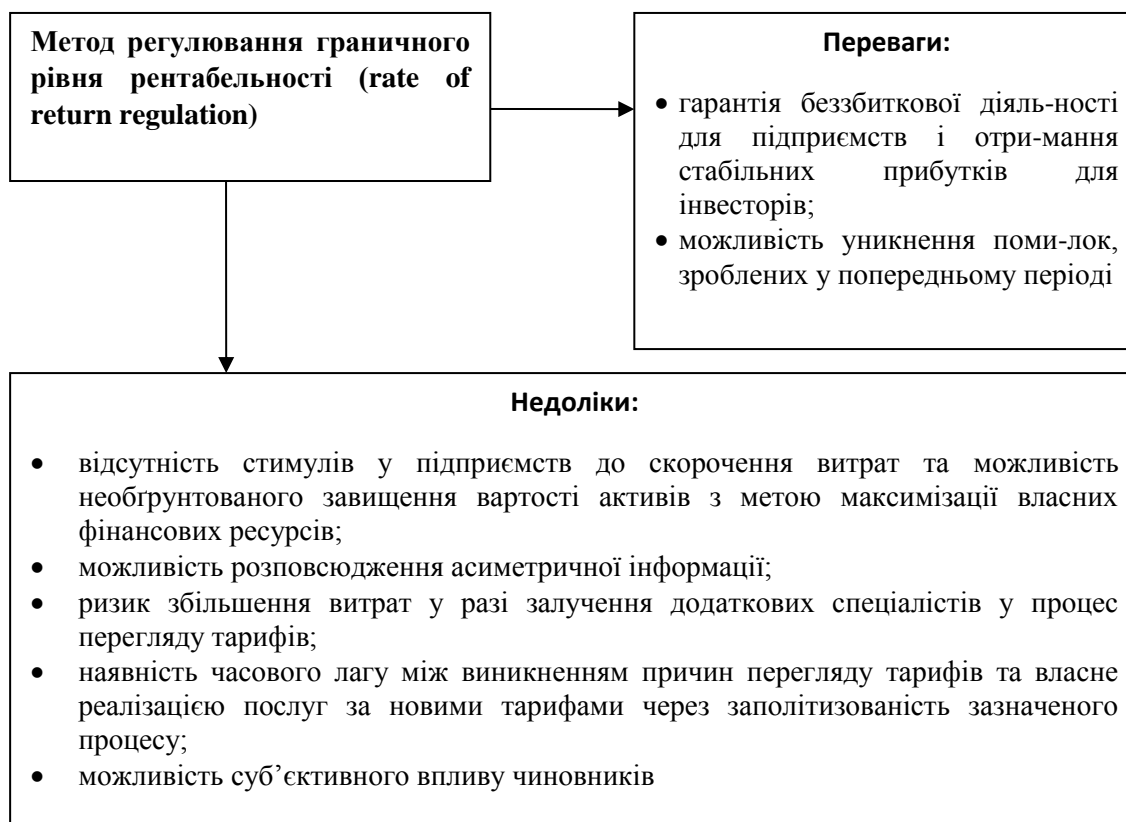 Метод регулювання граничного
рівня рентабельності (rate of
return regulation)
Переваги:
• гарантія беззбиткової діяль-ності
для підприємств і отри-мання
стабільних прибутків для
інвесторів;
• можливість уникнення поми-лок,
зроблених у попередньому періоді
Недоліки:
• відсутність стимулів у підприємств до скорочення витрат та можливість
необґрунтованого завищення вартості активів з метою максимізації власних
фінансових ресурсів;
• можливість розповсюдження асиметричної інформації;
• ризик збільшення витрат у разі залучення додаткових спеціалістів у процес
перегляду тарифів;
• наявність часового лагу між виникненням причин перегляду тарифів та власне
реалізацією послуг за новими тарифами через заполітизованість зазначеного
процесу;
• можливість суб’єктивного впливу чиновників